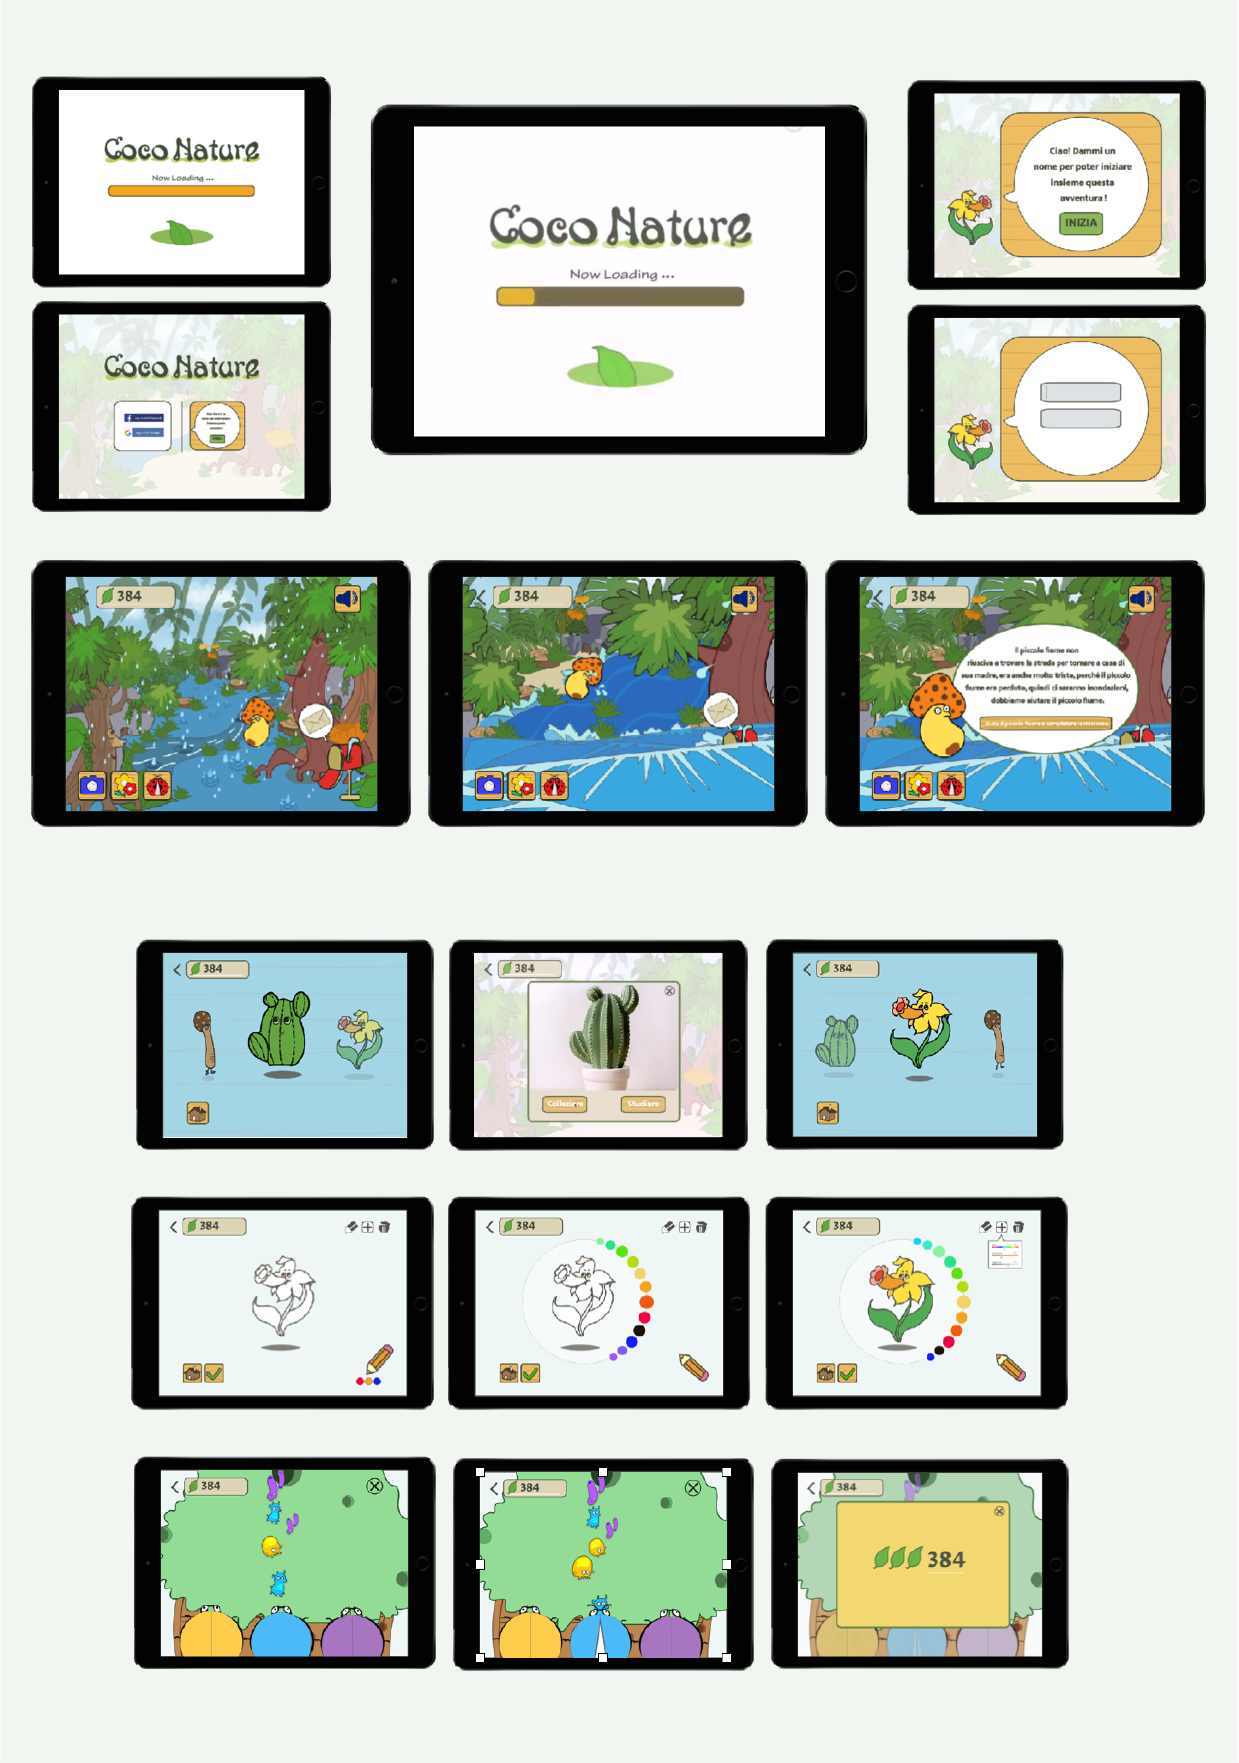 Coco Nature
Now Loading ...
Coco Nature
Now Loading ...
Ciao! Dammi un
nome per poter iniziare
insieme questa
avventura !
INIZIA
Coco Nature
384
384
384
Il piccolo fiume non
riusciva a trovare la strada per tornare a casa di
sua madre, era anche molto triste, perché il piccolo
fiume era perduto, quindi ci saranno inondazioni,
dobbiamo aiutare il piccolo fiume.
384
384
384
Studiare
384
384
384
384
384
384
384